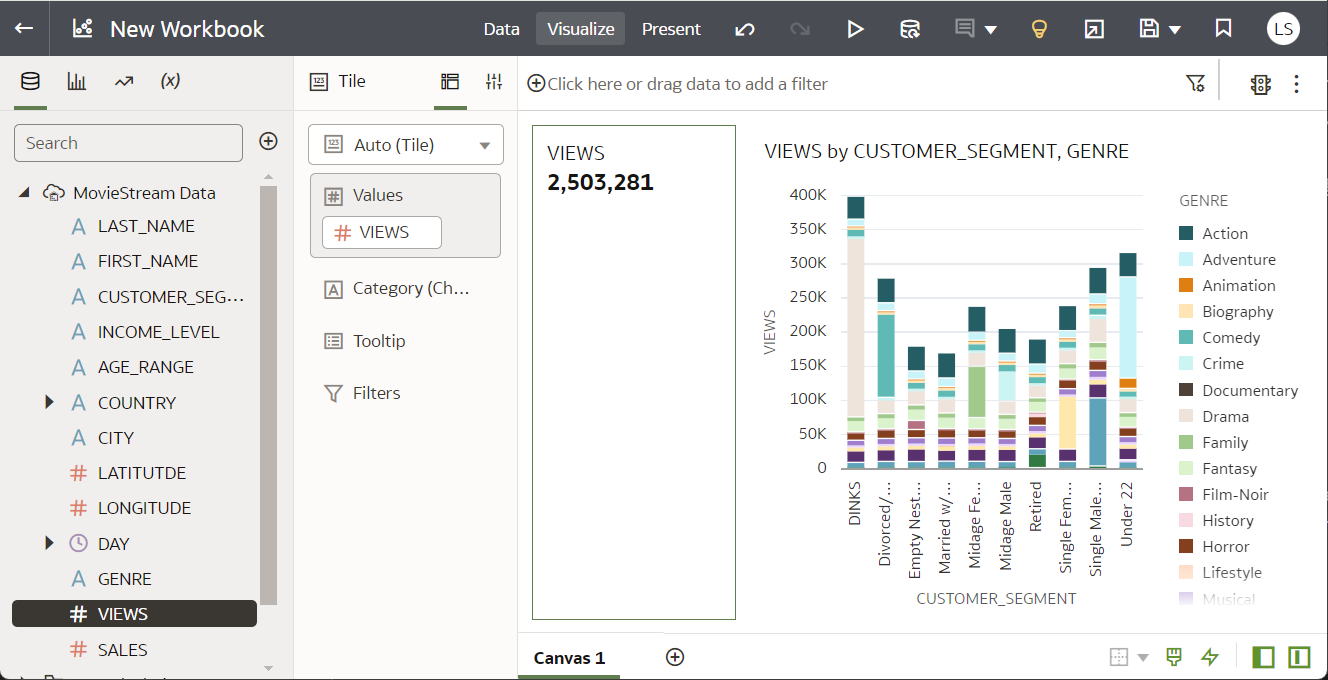 New Workbook
Data Visualize Present
LS
(x)
Tile
Click here or drag data to add a filter
Search
MovieStream Data
A LAST_NAME
A FIRST_NAME
A CUSTOMER_SEG...
A INCOME_LEVEL
A AGE_RANGE
A COUNTRY
A CITY
# LATITUTDE
# LONGITUDE
DAY
A GENRE
# VIEWS
# SALES
123 Auto (Tile)
# Values
# VIEWS
A Category (Ch...
Tooltip
Filters
VIEWS
2,503,281
VIEWS by CUSTOMER_SEGMENT, GENRE
VIEWS
400K
350K
300K
250K
200K
150K
100K
50K
0
DINKS
Divorced/...
Empty Nest...
Married w/...
Midage Fe...
Midage Male
Retired
Single Fem...
Single Male...
Under 22
CUSTOMER_SEGMENT
GENRE
Action
Adventure
Animation
Biography
Comedy
Crime
Documentary
Drama
Family
Fantasy
Film-Noir
History
Horror
Lifestyle
Musical
Canvas 1